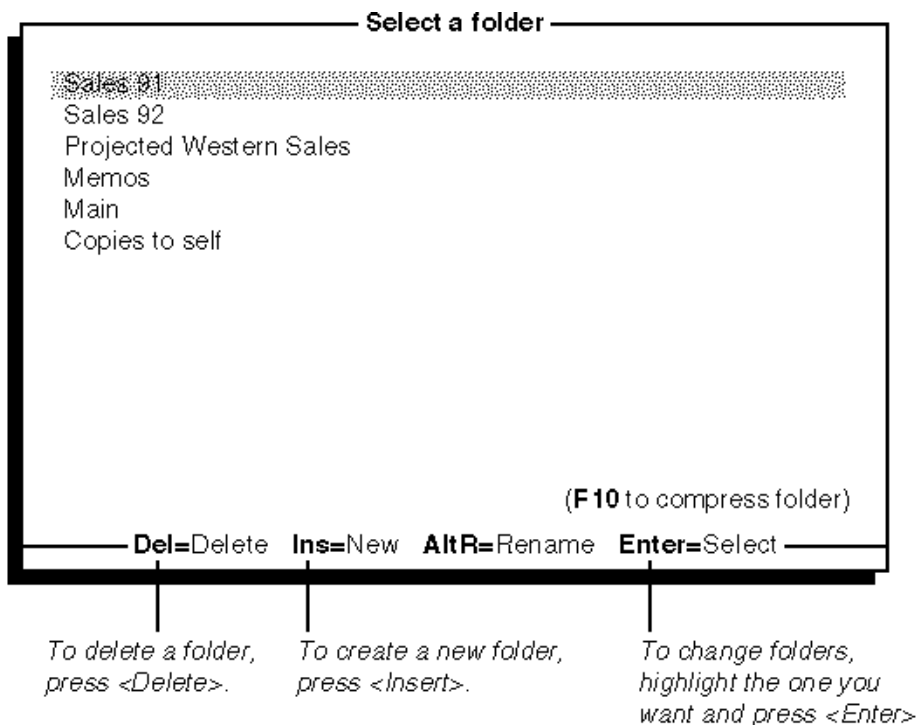 Select a folder
Sales 91
Sales 92
Projected Western Sales
Memos
Main
Copies to self
(F10 to compress folder)
Del=Delete Ins=New AltR=Rename Enter=Select
To delete a folder, To create a new folder, To change folders,
press <Delete>. press <Insert>. highlight the one you
want and press <Enter>